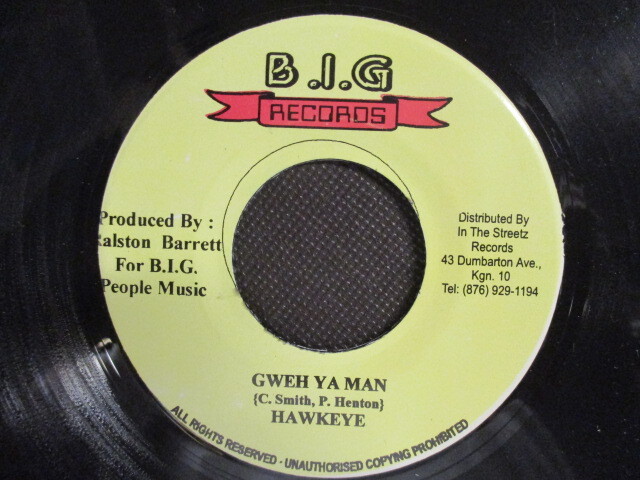 B.I.G
RECORDS
Produced By :
Ralston Barrett
For B.I.G.
People Music
Distributed By
In The Streetz
Records
43 Dumbarton Ave.,
Kgn. 10
Tel: (876) 929-1194
GWEH YA MAN
{C. Smith, P. Henton}
HAWKEYE
ALL RIGHTS RESERVED - UNAUTHORISED COPYING PROHIBITED